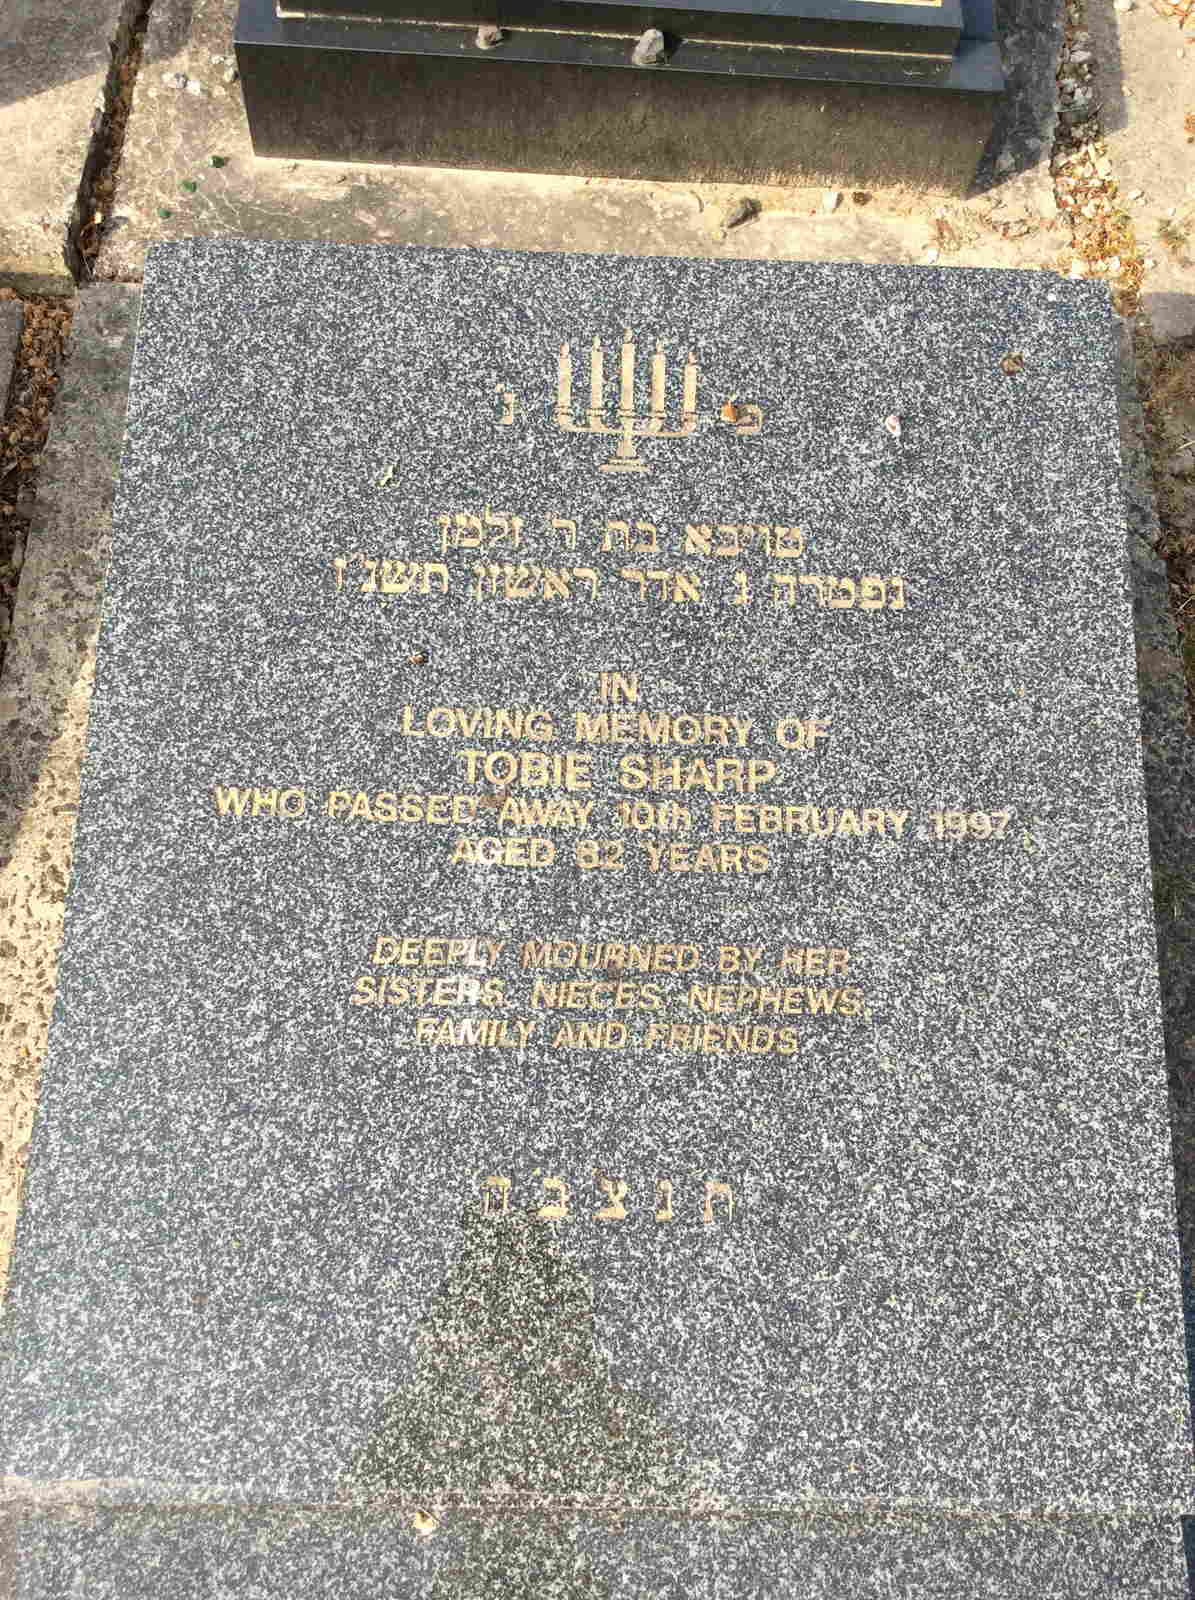 פ נ
טויבא בת ר' זלמן
נפטרה ג' אדר ראשון תשנ"ז
IN
LOVING MEMORY OF
TOBIE SHARP
WHO PASSED AWAY 10th FEBRUARY 1997
AGED 82 YEARS
DEEPLY MOURNED BY HER
SISTERS, NIECES, NEPHEWS,
FAMILY AND FRIENDS
ת' נ' צ' ב' ה'